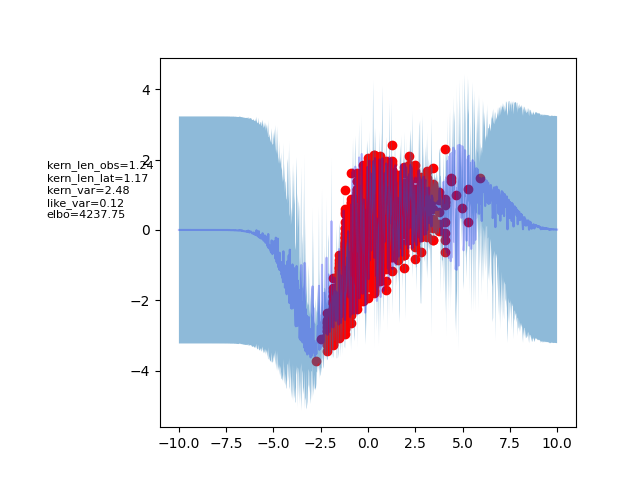 4
2
0
−2
−4
kern_len_obs=1.24
kern_len_lat=1.17
kern_var=2.48
like_var=0.12
elbo=4237.75
−10.0 −7.5 −5.0 −2.5 0.0 2.5 5.0 7.5 10.0